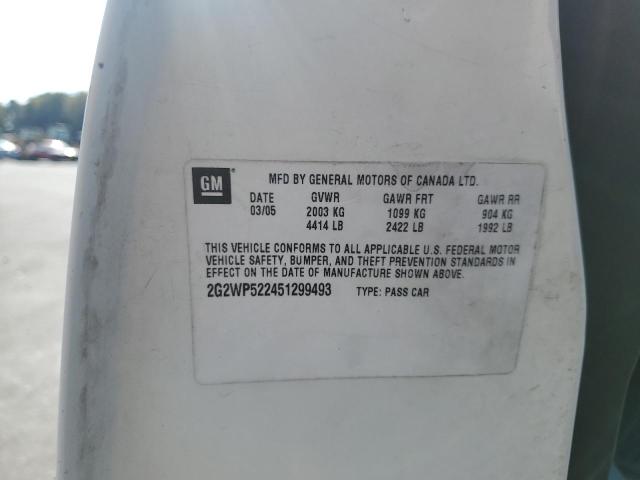 GM
MFD BY GENERAL MOTORS OF CANADA LTD.
DATE GVWR GAWR FRT GAWR RR
03/05 2003 KG 1099 KG 904 KG
4414 LB 2422 LB 1992 LB
THIS VEHICLE CONFORMS TO ALL APPLICABLE U.S. FEDERAL MOTOR
VEHICLE SAFETY, BUMPER, AND THEFT PREVENTION STANDARDS IN
EFFECT ON THE DATE OF MANUFACTURE SHOWN ABOVE.
2G2WP522451299493 TYPE: PASS CAR